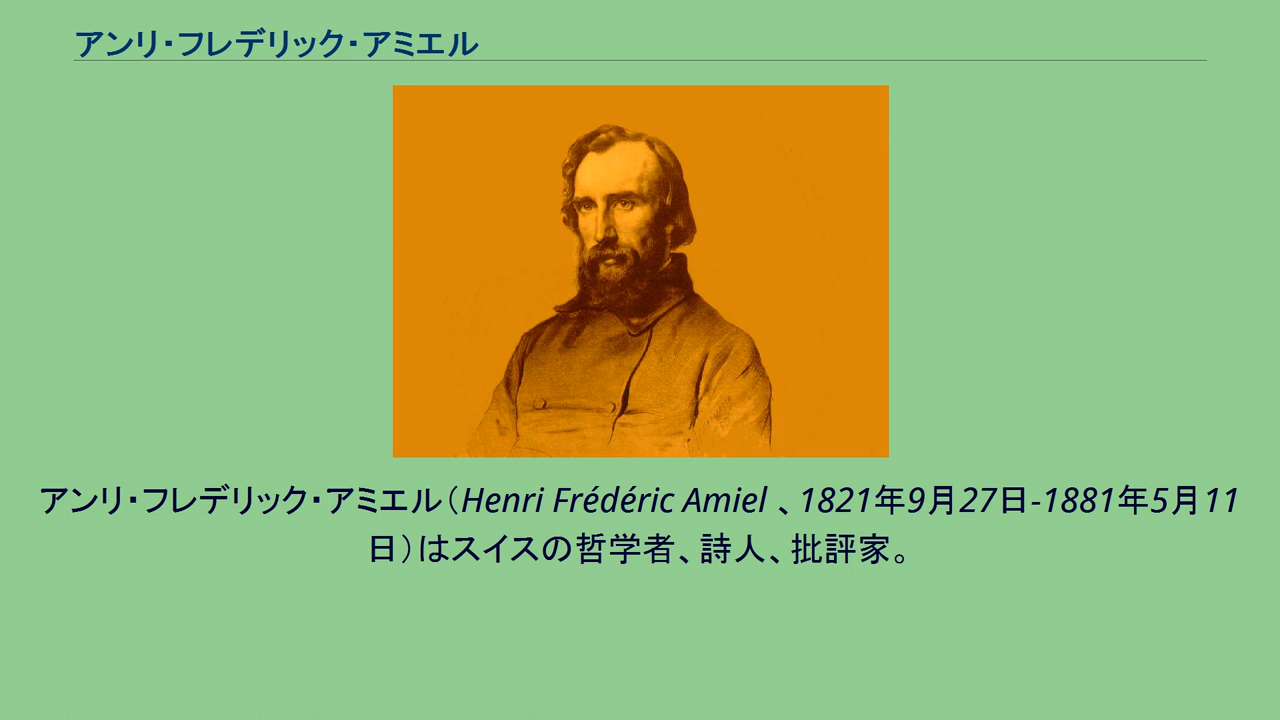 アンリ・フレデリック・アミエル
アンリ・フレデリック・アミエル（Henri Frédéric Amiel 、1821年9月27日-1881年5月11
日）はスイスの哲学者、詩人、批評家。